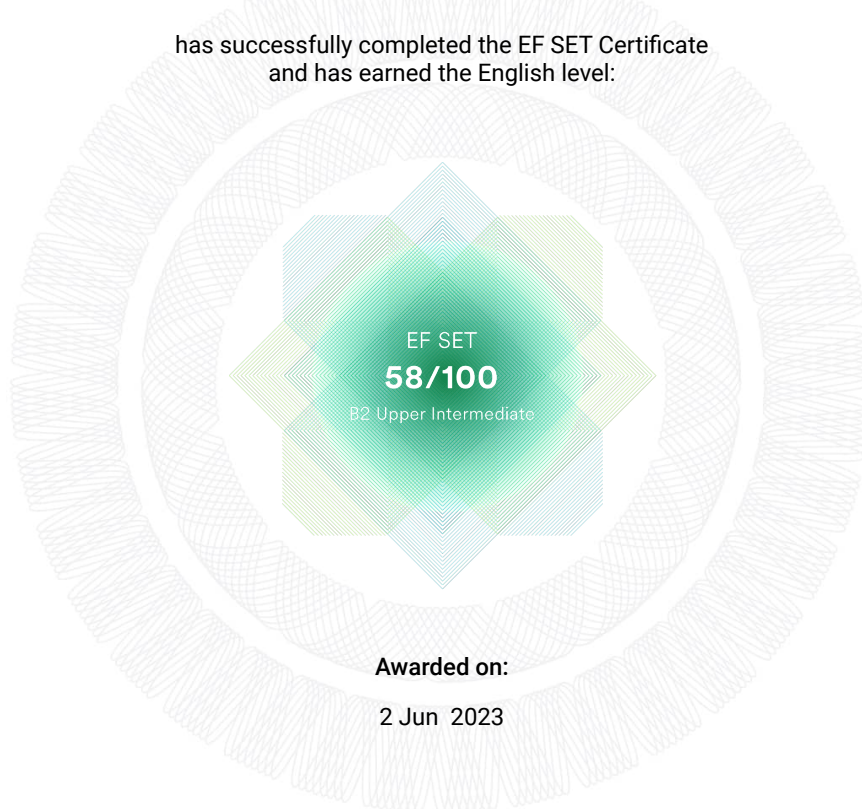 has successfully completed the EF SET Certificate
and has earned the English level:
EF SET
58/100
B2 Upper Intermediate
Awarded on:
2 Jun 2023